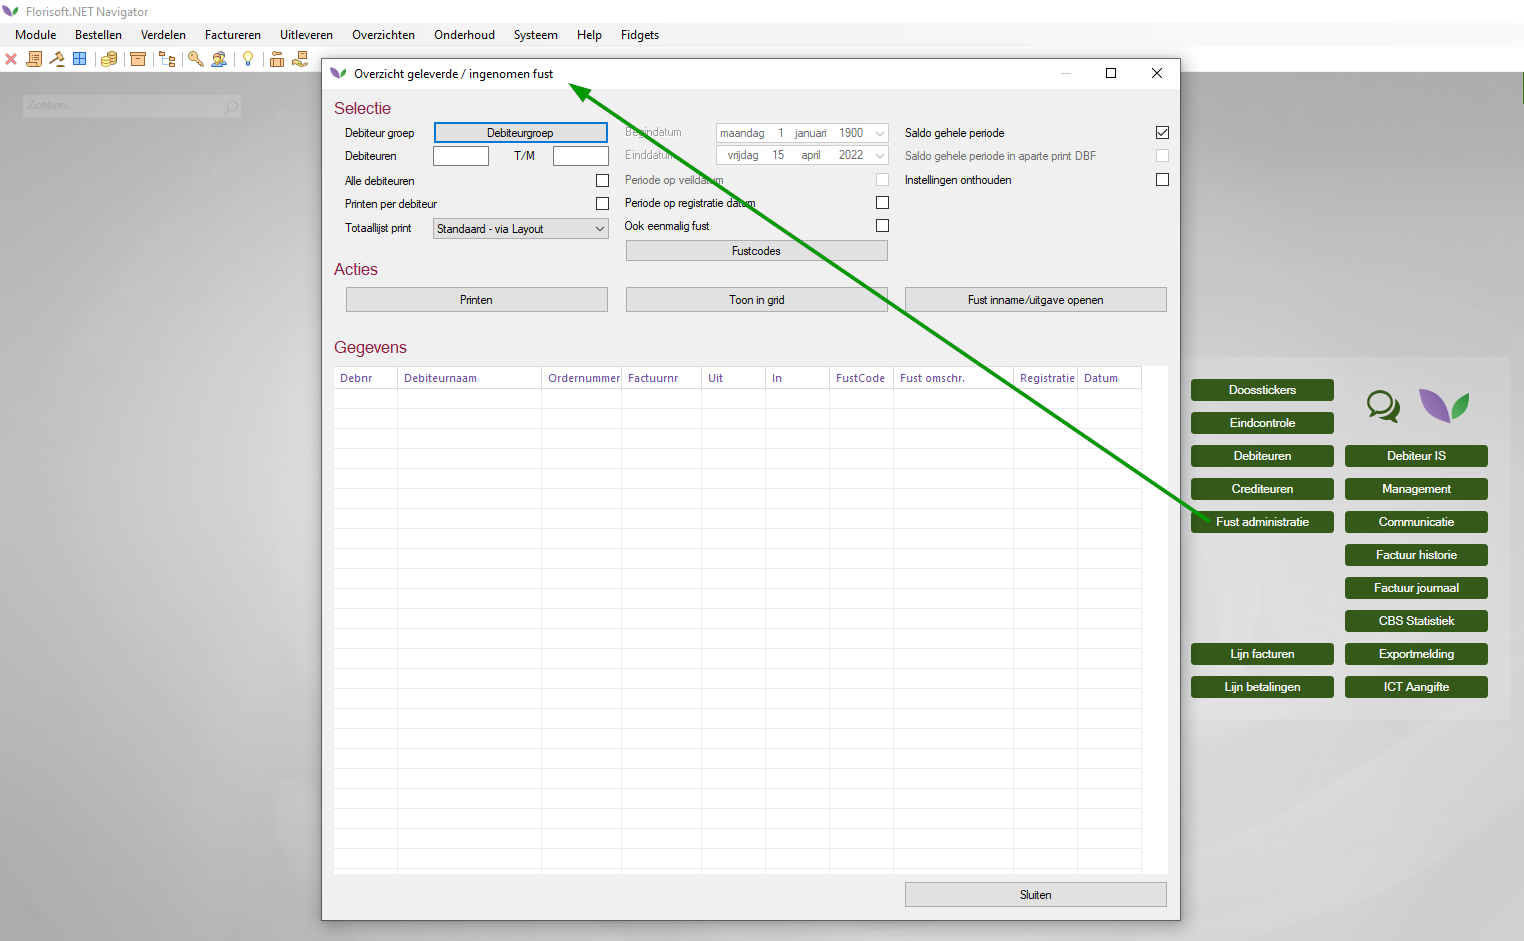 Florisoft.NET Navigator
Module Bestellen Verdelen Factureren Uitleveren Overzichten Onderhoud Systeem Help Fidgets
Zoeken...
Overzicht geleverde / ingenomen fust
Selectie
Debiteur groep Debiteurgroep Begindatum maandag 1 januari 1900 Saldo gehele periode
Debiteuren T/M Einddatum vrijdag 15 april 2022 Saldo gehele periode in aparte print DBF
Alle debiteuren Periode op veildatum Instellingen onthouden
Printen per debiteur Periode op registratie datum
Totaallijst print Standaard - via Layout Ook eenmalig fust
Fustcodes
Acties
Printen Toon in grid Fust inname/uitgave openen
Gegevens
Debnr Debiteurnaam Ordernummer Factuurnr Uit In FustCode Fust omschr. Registratie Datum
Sluiten
Doosstickers
Eindcontrole
Debiteuren Debiteur IS
Crediteuren Management
Fust administratie Communicatie
Factuur historie
Factuur journaal
CBS Statistiek
Lijn facturen Exportmelding
Lijn betalingen ICT Aangifte